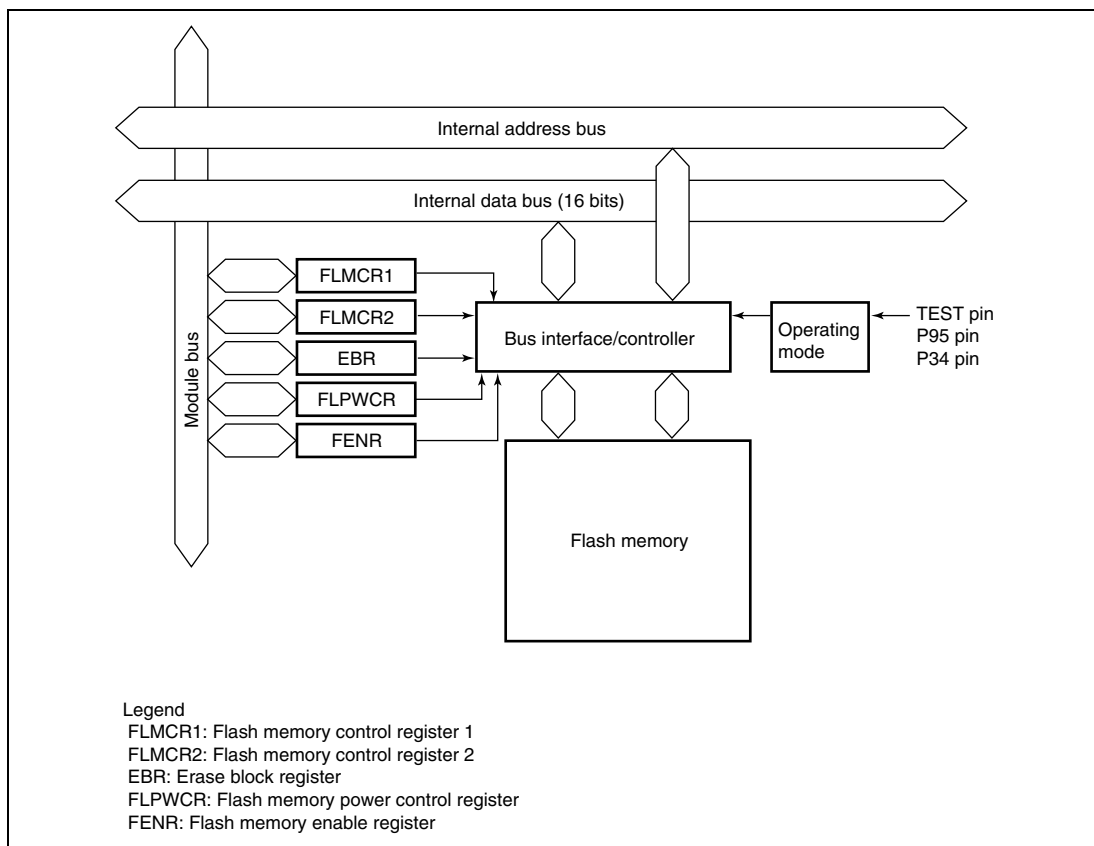 Internal address bus
Internal data bus (16 bits)
Module bus
FLMCR1
FLMCR2
EBR
FLPWCR
FENR
Bus interface/controller
Operating
mode
TEST pin
P95 pin
P34 pin
Flash memory
Legend
FLMCR1: Flash memory control register 1
FLMCR2: Flash memory control register 2
EBR: Erase block register
FLPWCR: Flash memory power control register
FENR: Flash memory enable register